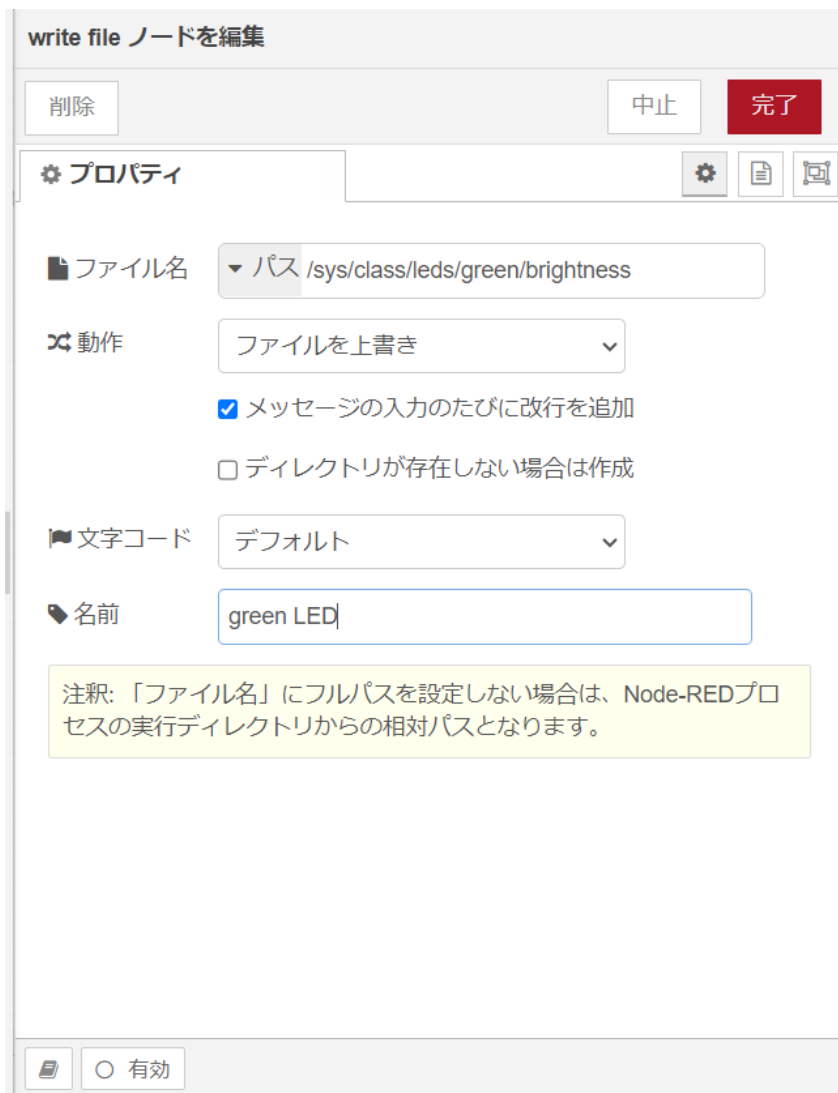 write file ノードを編集
削除
中止
完了
プロパティ
ファイル名
パス /sys/class/leds/green/brightness
動作
ファイルを上書き
メッセージの入力のたびに改行を追加
ディレクトリが存在しない場合は作成
文字コード
デフォルト
名前
green LED
注釈: 「ファイル名」にフルパスを設定しない場合は、Node-REDプロ
セスの実行ディレクトリからの相対パスとなります。
有効